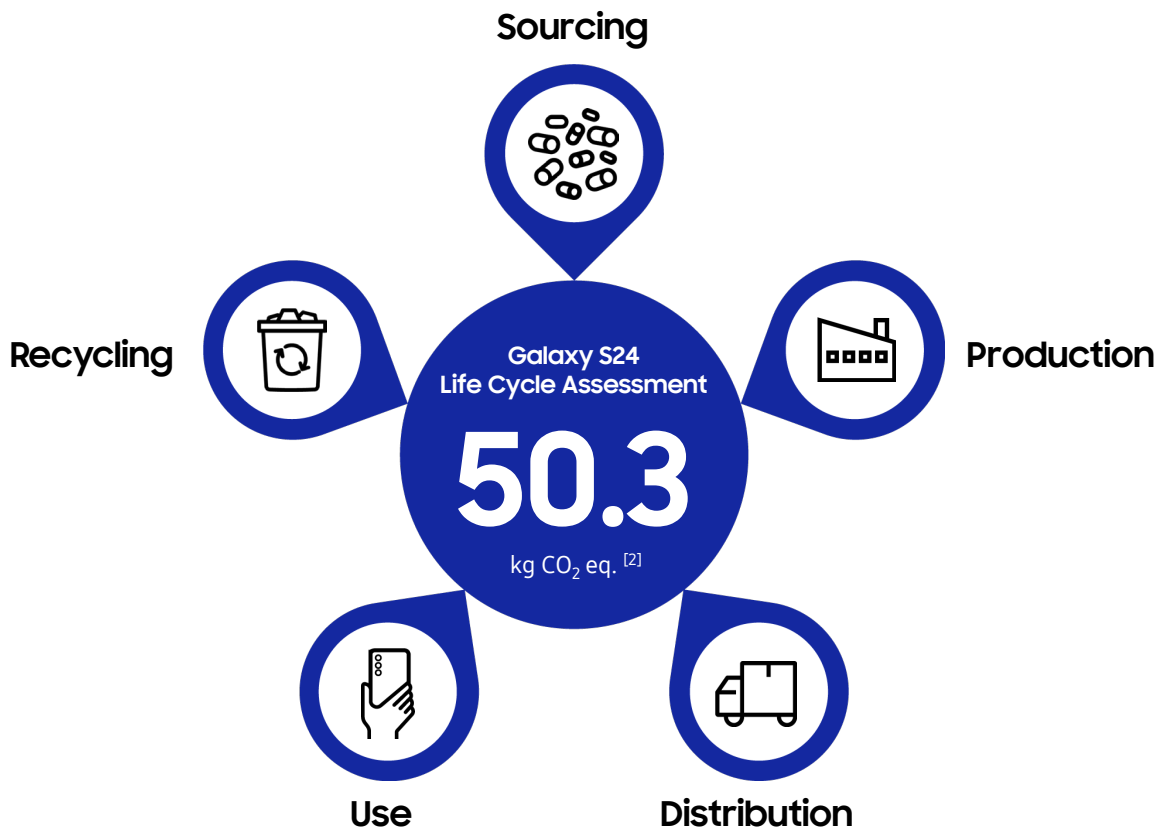 Sourcing
Recycling
Production
Galaxy S24
Life Cycle Assessment
50.3
kg CO₂ eq. [2]
Use
Distribution